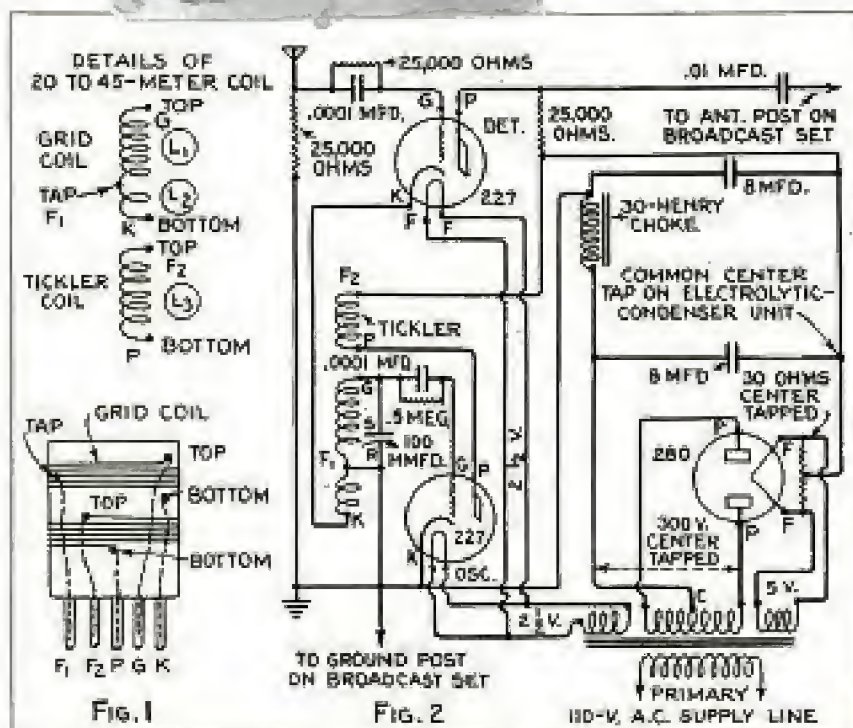 DETAILS OF
20 TO 45-METER COIL
TOP
G
GRID
COIL
L1
TAP
F1
L2
K
BOTTOM
TOP
F2
TICKLER
COIL
L3
P
BOTTOM
GRID COIL
TAP
TOP
TOP
BOTTOM
BOTTOM
F1 F2 P G K
FIG. 1
25,000 OHMS
.0001 MFD.
G
P
DET.
25,000
OHMS
K
F
F
227
.01 MFD.
TO ANT. POST ON
BROADCAST SET
25,000
OHMS.
8 MFD.
30-HENRY
CHOKE
COMMON CENTER
TAP ON ELECTROLYTIC-
CONDENSER UNIT
F2
TICKLER
P
.0001 MFD
G
.5 MEG.
S
100
MMFD.
R
F1
K
G
P
227
K
OSC.
2 1/2 V.
8 MFD
30 OHMS
CENTER
TAPPED
P
280
F
F
P
300 V.
CENTER
TAPPED
C
5 V.
2 1/2 V.
TO GROUND POST
ON BROADCAST SET
FIG. 2
PRIMARY
110-V. A.C. SUPPLY LINE